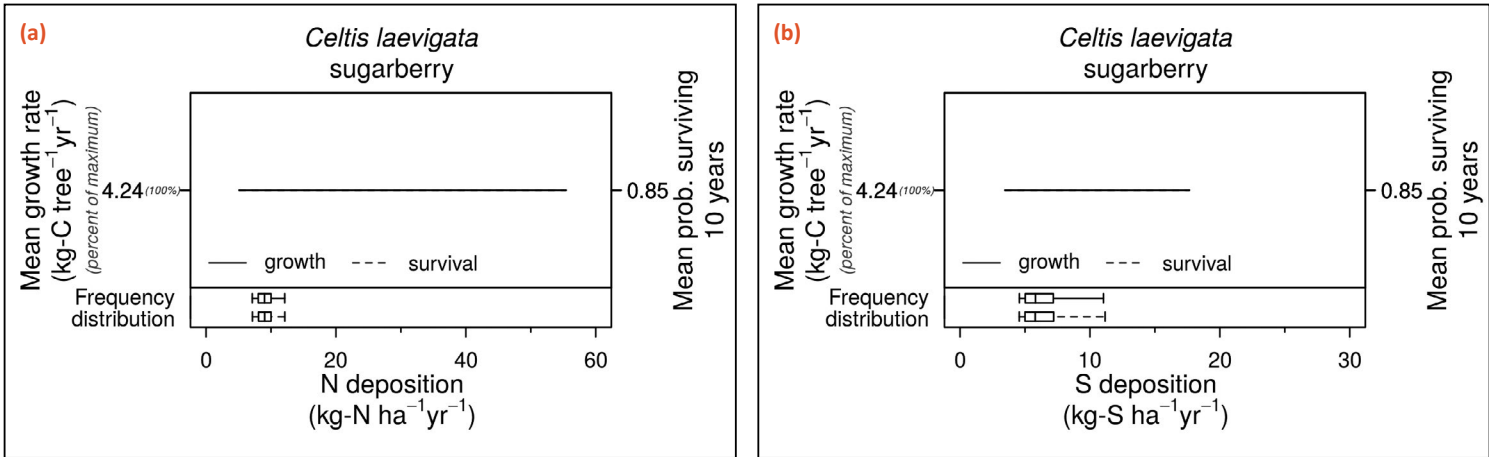 (a)
Celtis laevigata
sugarberry
Mean growth rate
(kg-C tree⁻¹yr⁻¹)
(percent of maximum)
4.24 (100%)
0.85
Mean prob. surviving
10 years
growth
survival
Frequency
distribution
0 20 40 60
N deposition
(kg-N ha⁻¹yr⁻¹)
(b)
Celtis laevigata
sugarberry
Mean growth rate
(kg-C tree⁻¹yr⁻¹)
(percent of maximum)
4.24 (100%)
0.85
Mean prob. surviving
10 years
growth
survival
Frequency
distribution
0 10 20 30
S deposition
(kg-S ha⁻¹yr⁻¹)